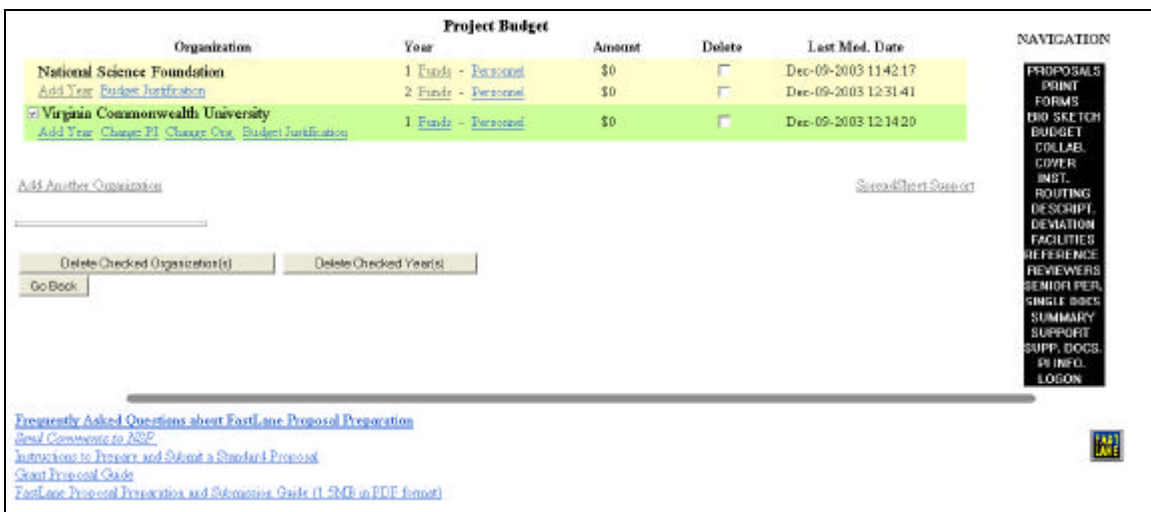 Project Budget
Organization Year Amount Delete Last Mod. Date
National Science Foundation 1 Funds - Personnel $0 Dec-09-2003 11:42:17
Add Year Budget Justification 2 Funds - Personnel $0 Dec-09-2003 12:31:41
Virginia Commonwealth University
Add Year Change PI Change Org Budget Justification 1 Funds - Personnel $0 Dec-09-2003 12:14:20
Add Another Organization SpreadSheet Support
Delete Checked Organization(s) Delete Checked Year(s)
Go Back
NAVIGATION
PROPOSALS
PRINT
FORMS
BIO SKETCH
BUDGET
COLLAB.
COVER
INST.
ROUTING
DESCRIPT.
DEVIATION
FACILITIES
REFERENCE
REVIEWERS
SENIOR PER.
SINGLE DOCS
SUMMARY
SUPPORT
SUPP. DOCS.
PI INFO.
LOGON
Frequently Asked Questions about FastLane Proposal Preparation
Send Comments to NSF
Instructions to Prepare and Submit a Standard Proposal
Grant Proposal Guide
FastLane Proposal Preparation and Submission Guide (1.5MB in PDF format)
FAST
LANE